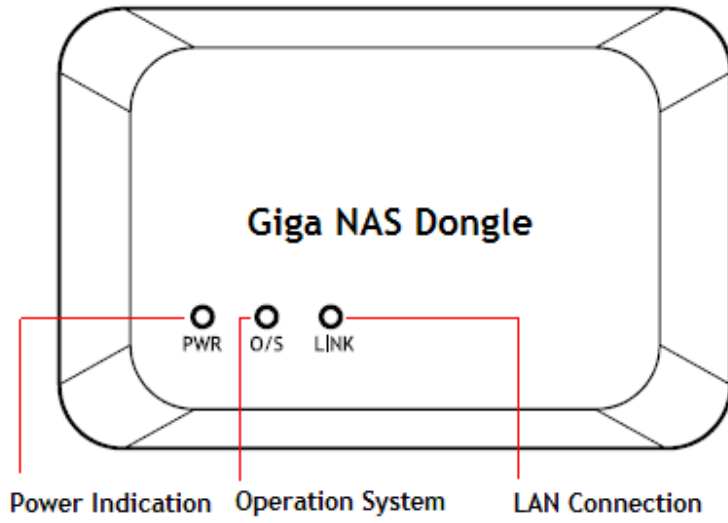 Giga NAS Dongle
PWR O/S LINK
Power Indication Operation System LAN Connection